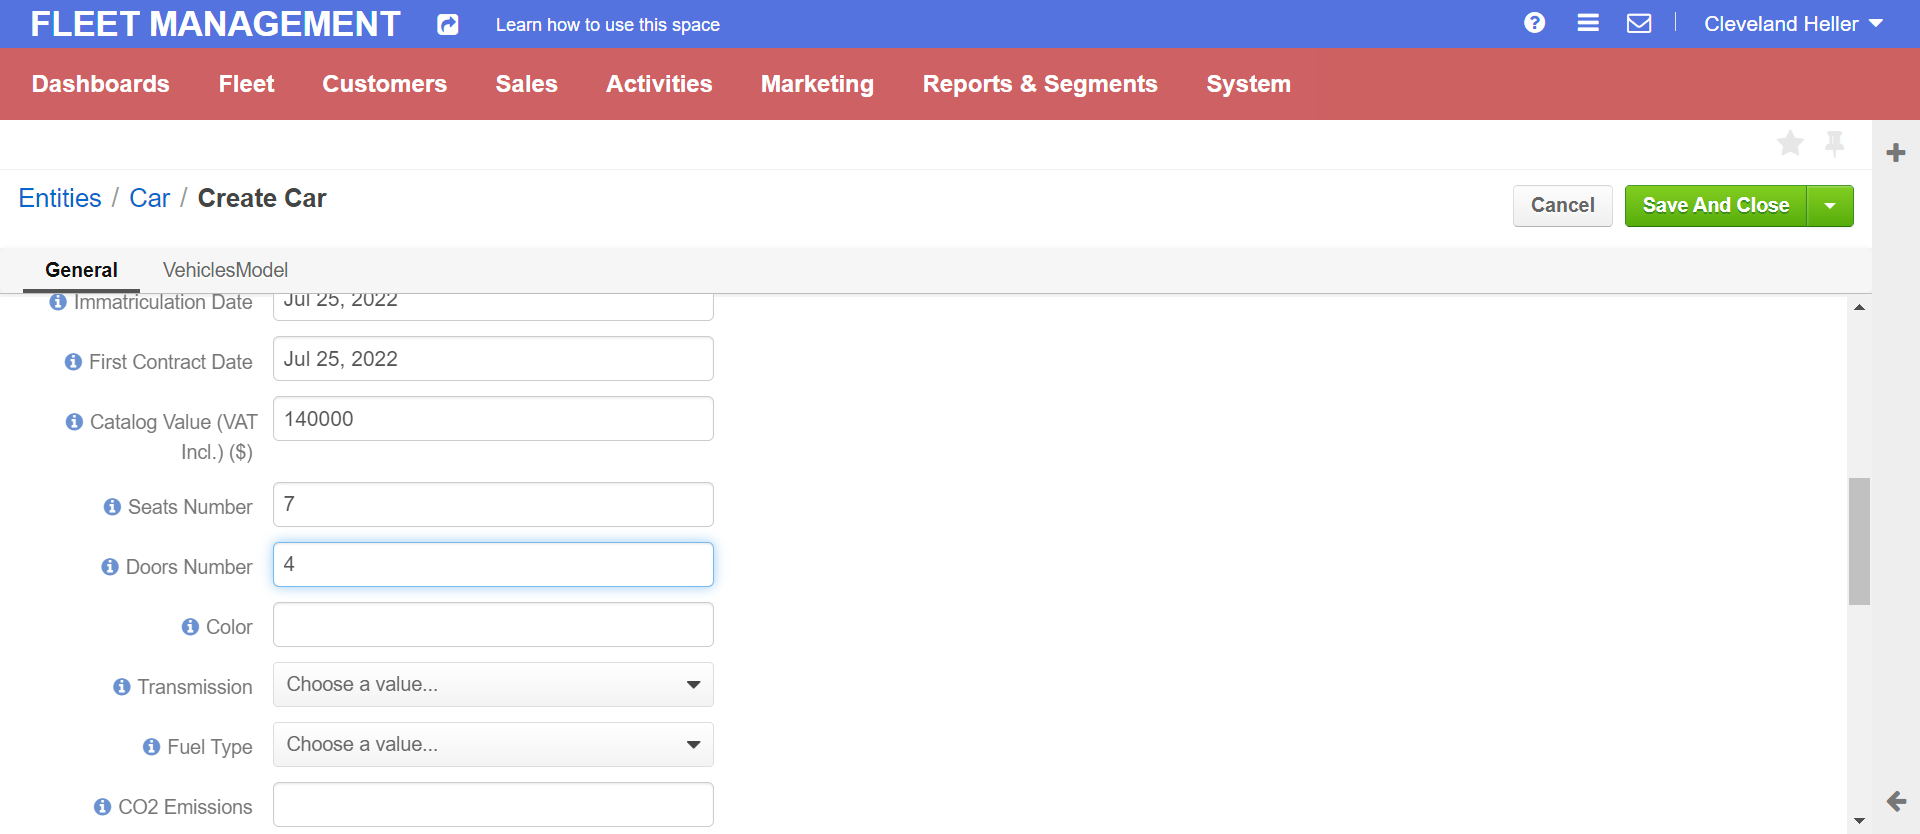 FLEET MANAGEMENT Learn how to use this space Cleveland Heller
Dashboards Fleet Customers Sales Activities Marketing Reports & Segments System
Entities / Car / Create Car
Cancel Save And Close
General VehiclesModel
Immatriculation Date Jul 25, 2022
First Contract Date Jul 25, 2022
Catalog Value (VAT Incl.) ($) 140000
Seats Number 7
Doors Number 4
Color
Transmission Choose a value...
Fuel Type Choose a value...
CO2 Emissions